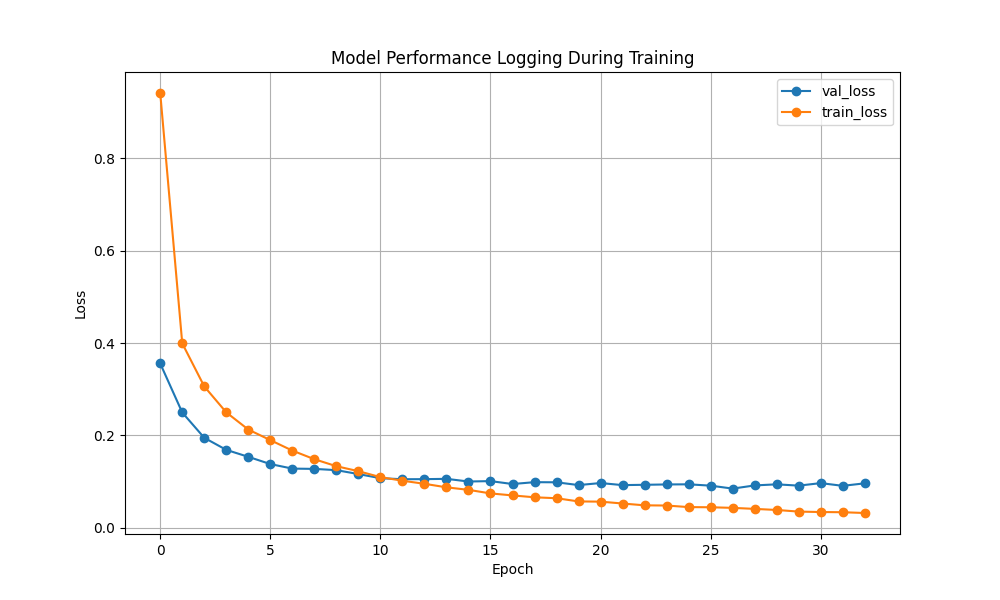 Model Performance Logging During Training
val_loss
train_loss
Loss
0.8
0.6
0.4
0.2
0.0
0 5 10 15 20 25 30
Epoch